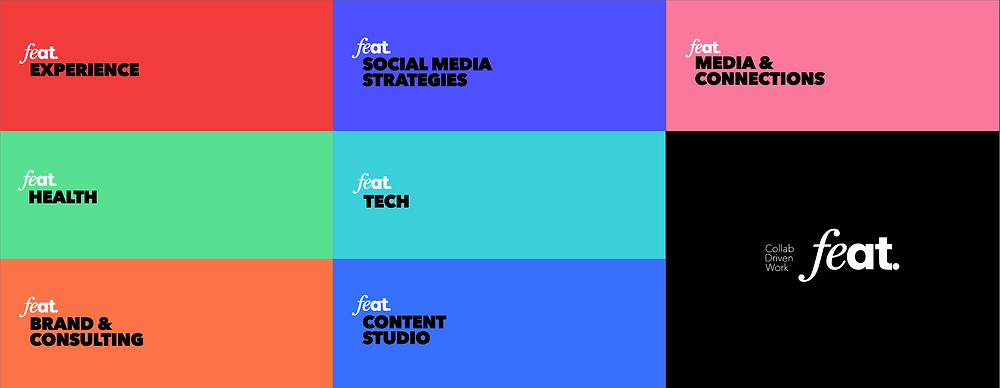 feat.
EXPERIENCE
feat.
SOCIAL MEDIA
STRATEGIES
feat.
MEDIA &
CONNECTIONS
feat.
HEALTH
feat.
TECH
feat.
BRAND &
CONSULTING
feat.
CONTENT
STUDIO
Collab
Driven
Work
feat.